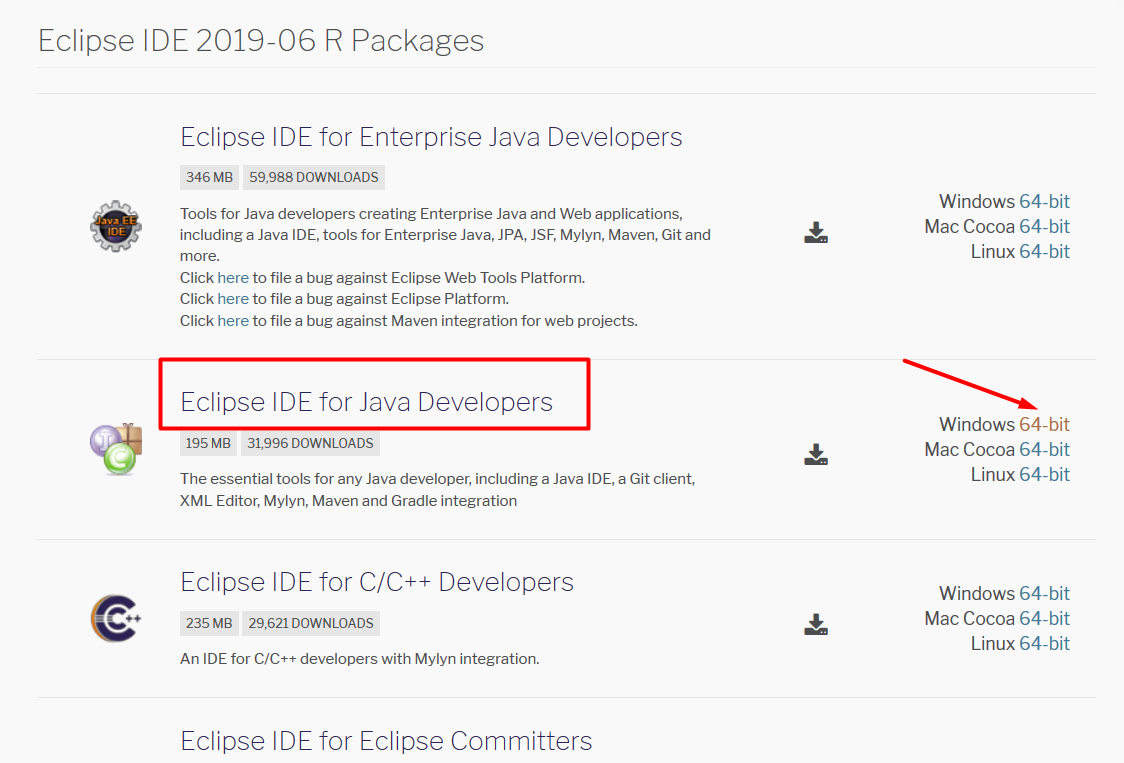 Eclipse IDE 2019-06 R Packages
Eclipse IDE for Enterprise Java Developers
346 MB 59,988 DOWNLOADS
Java EE
IDE
Tools for Java developers creating Enterprise Java and Web applications,
including a Java IDE, tools for Enterprise Java, JPA, JSF, Mylyn, Maven, Git and
more.
Click here to file a bug against Eclipse Web Tools Platform.
Click here to file a bug against Eclipse Platform.
Click here to file a bug against Maven integration for web projects.
Windows 64-bit
Mac Cocoa 64-bit
Linux 64-bit
Eclipse IDE for Java Developers
195 MB 31,996 DOWNLOADS
J
C
The essential tools for any Java developer, including a Java IDE, a Git client,
XML Editor, Mylyn, Maven and Gradle integration
Windows 64-bit
Mac Cocoa 64-bit
Linux 64-bit
Eclipse IDE for C/C++ Developers
235 MB 29,621 DOWNLOADS
C++
An IDE for C/C++ developers with Mylyn integration.
Windows 64-bit
Mac Cocoa 64-bit
Linux 64-bit
Eclipse IDE for Eclipse Committers